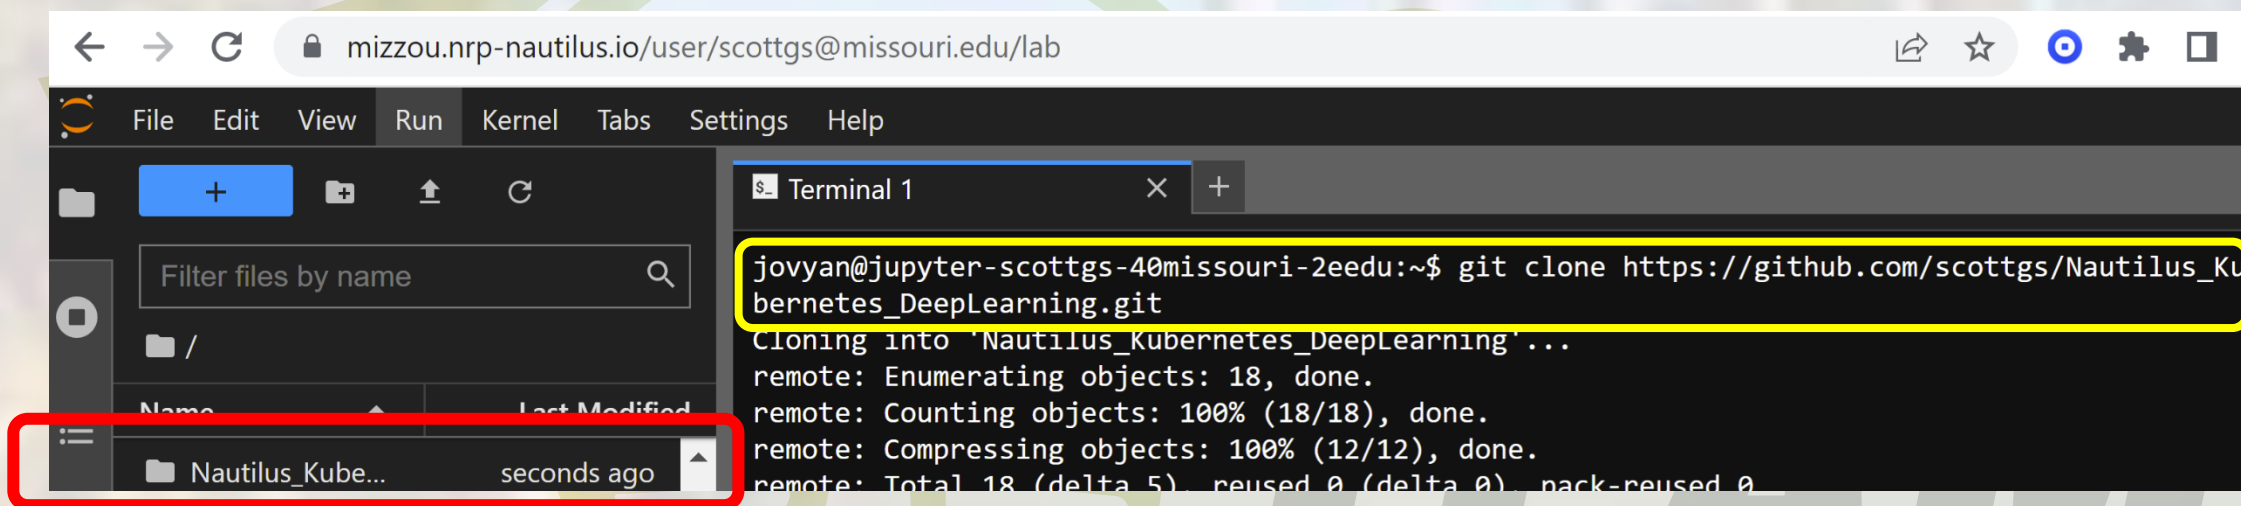 mizzou.nrp-nautilus.io/user/scottgs@missouri.edu/lab
File Edit View Run Kernel Tabs Settings Help
+
$_ Terminal 1 × +
Filter files by name
/
Name Last Modified
Nautilus_Kube... seconds ago
jovyan@jupyter-scottgs-40missouri-2eedu:~$ git clone https://github.com/scottgs/Nautilus_Ku
bernetes_DeepLearning.git
Cloning into 'Nautilus_Kubernetes_DeepLearning'...
remote: Enumerating objects: 18, done.
remote: Counting objects: 100% (18/18), done.
remote: Compressing objects: 100% (12/12), done.
remote: Total 18 (delta 5), reused 0 (delta 0), pack-reused 0